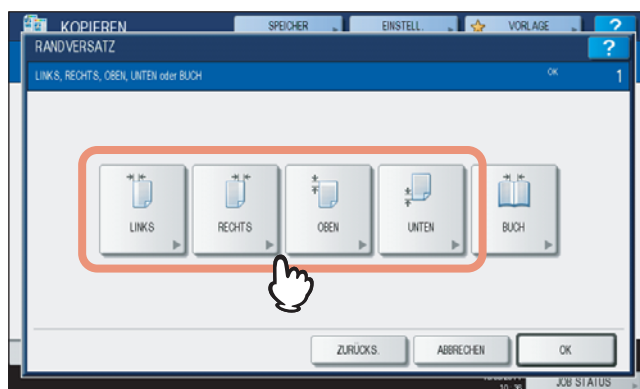 KOPIEREN SPEICHER EINSTELL. VORLAGE ?
RANDVERSATZ ?
LINKS, RECHTS, OBEN, UNTEN oder BUCH OK 1
LINKS RECHTS OBEN UNTEN BUCH
ZURÜCKS. ABBRECHEN OK
JOB STATUS